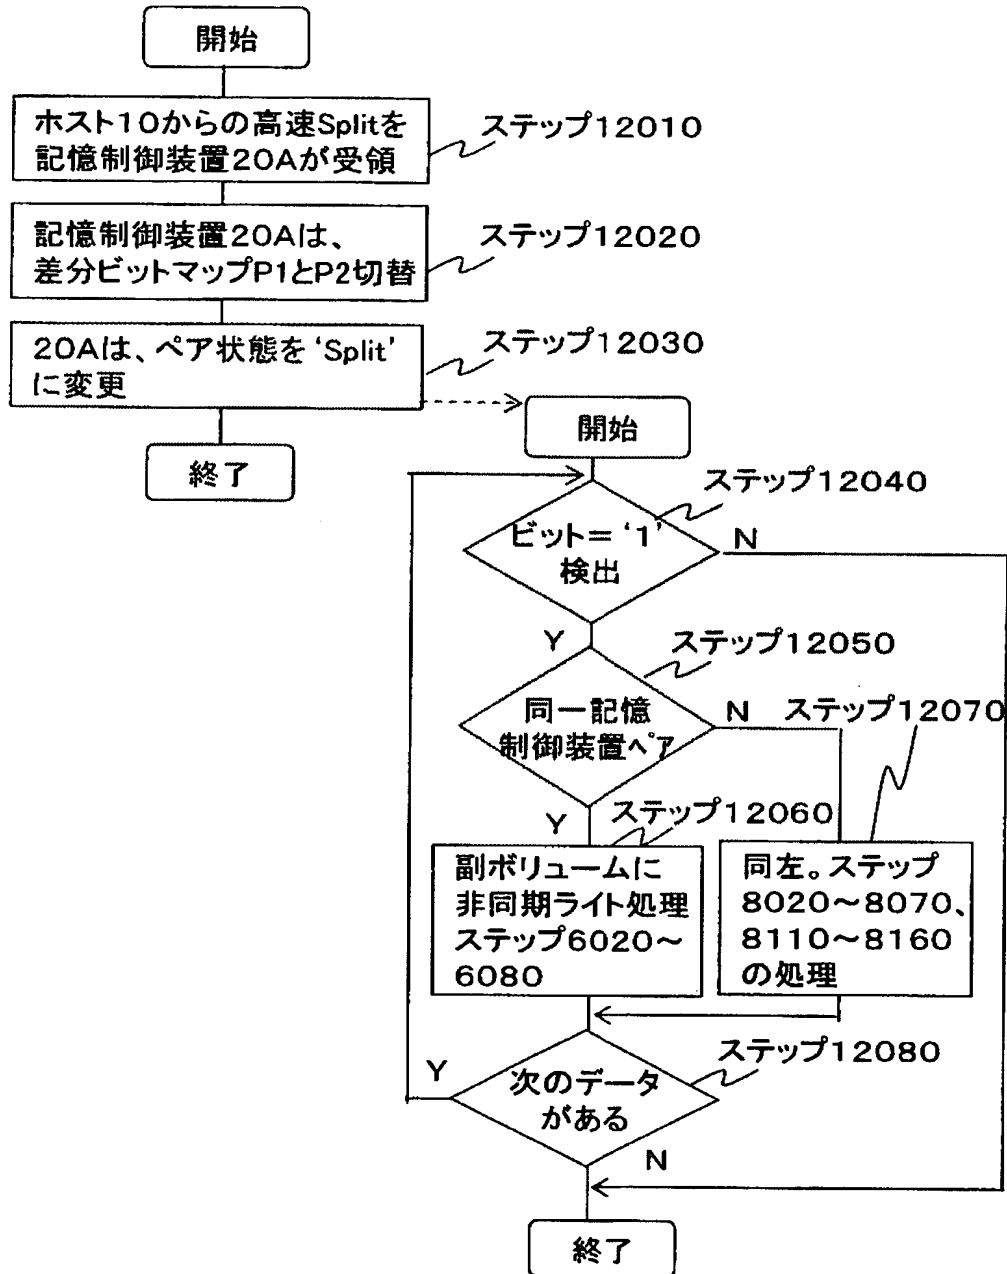 開始
ホスト10からの高速Splitを
記憶制御装置20Aが受領
ステップ12010
記憶制御装置20Aは、
差分ビットマップP1とP2切替
ステップ12020
20Aは、ペア状態を‘Split’
に変更
ステップ12030
終了
開始
ステップ12040
ビット=‘1’
検出
N
Y
ステップ12050
同一記憶
制御装置ペア
N
ステップ12070
Y
ステップ12060
副ボリュームに
非同期ライト処理
ステップ6020~
6080
同左。ステップ
8020~8070、
8110~8160
の処理
ステップ12080
Y
次のデータ
がある
N
終了